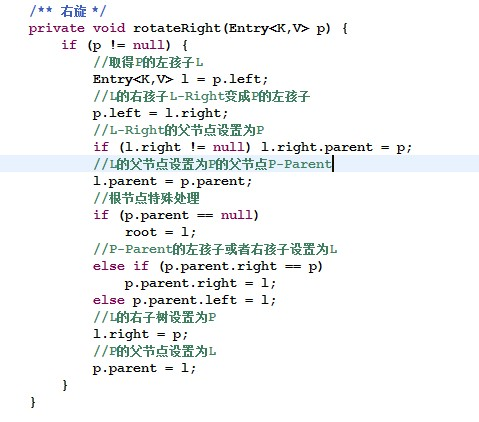 /** 右旋 */
private void rotateRight(Entry<K,V> p) {
if (p != null) {
//取得P的左孩子L
Entry<K,V> l = p.left;
//L的右孩子L-Right变成P的左孩子
p.left = l.right;
//L-Right的父节点设置为P
if (l.right != null) l.right.parent = p;
//L的父节点设置为P的父节点P-Parent
l.parent = p.parent;
//根节点特殊处理
if (p.parent == null)
root = l;
//P-Parent的左孩子或者右孩子设置为L
else if (p.parent.right == p)
p.parent.right = l;
else p.parent.left = l;
//L的右子树设置为P
l.right = p;
//P的父节点设置为L
p.parent = l;
}
}